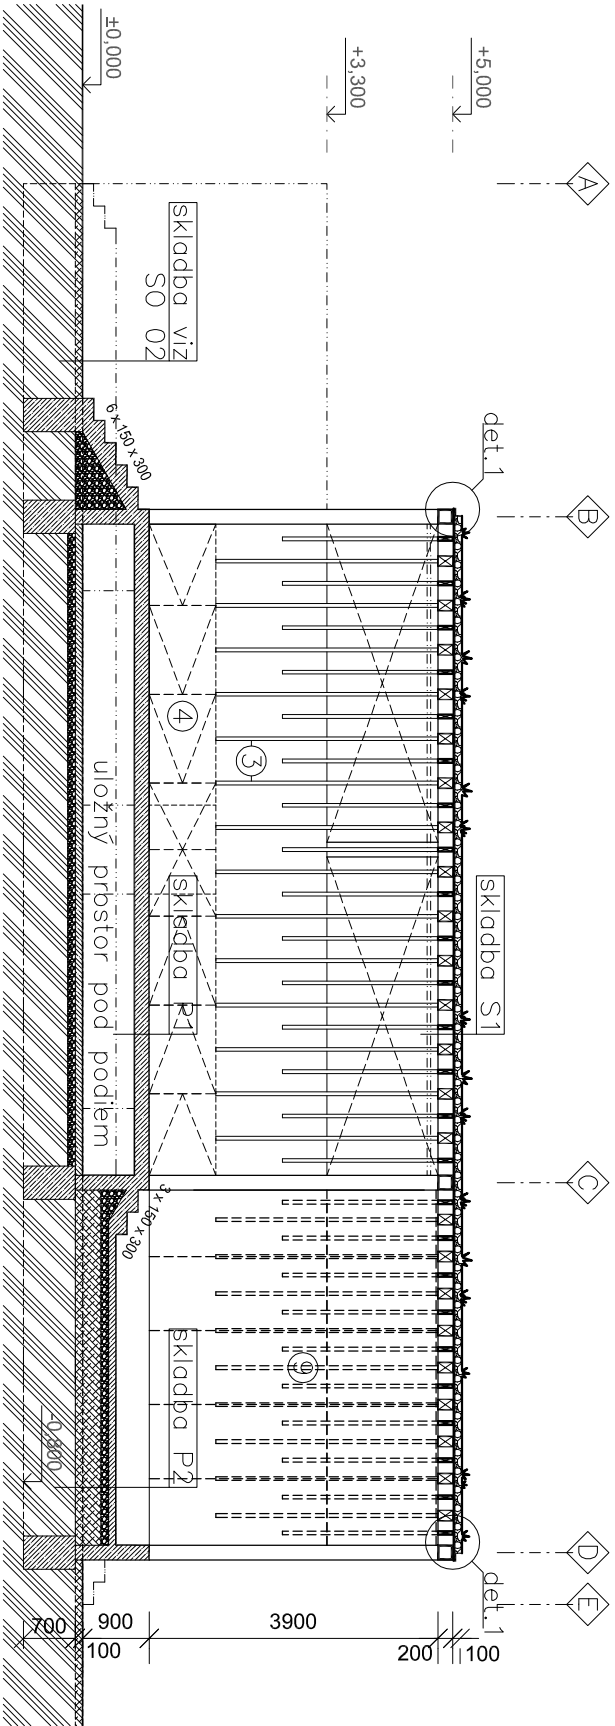 A
B
C
D
E
+5,000
+3,300
±0,000
det.1
skladba S1
det.1
skladba viz
SO 02
6 x 150 x 300
3
4
9
skladba P1
skladba P2
uložný prostor pod podiem
3 x 150 x 300
-0,800
100
200
3900
900
100
700